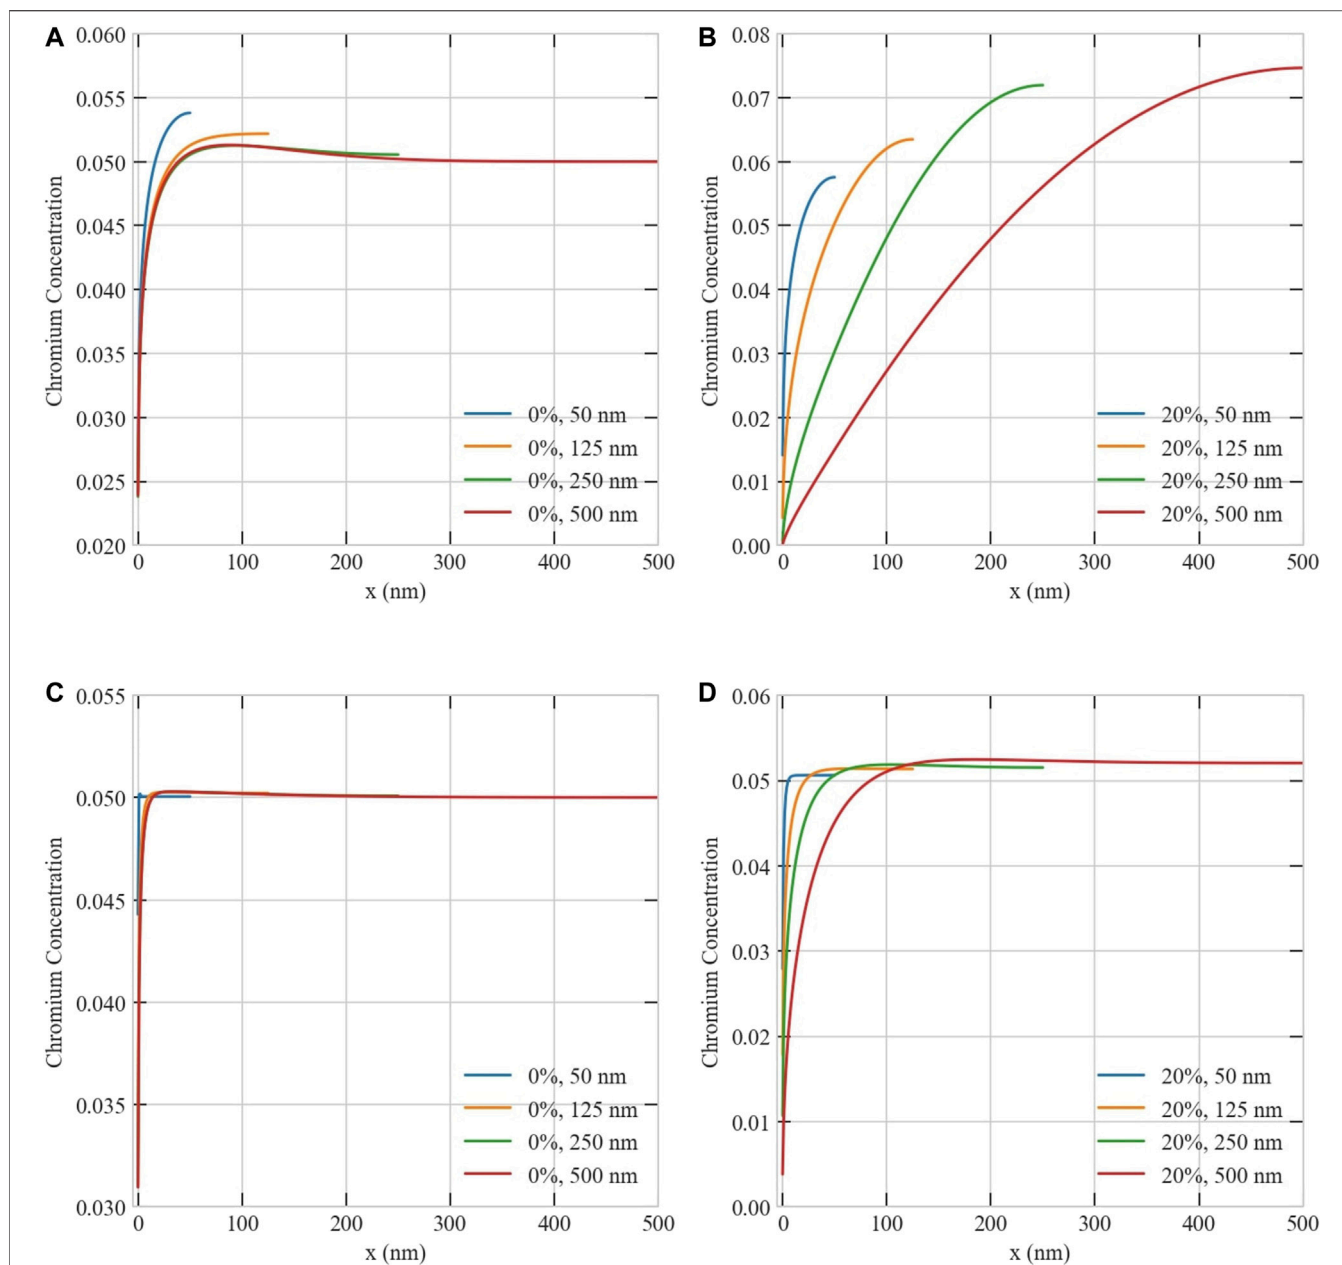 A
0.060
0.055
0.050
0.045
0.040
0.035
0.030
0.025
0.020
Chromium Concentration
0%, 50 nm
0%, 125 nm
0%, 250 nm
0%, 500 nm
0 100 200 300 400 500
x (nm)
B
0.08
0.07
0.06
0.05
0.04
0.03
0.02
0.01
0.00
Chromium Concentration
20%, 50 nm
20%, 125 nm
20%, 250 nm
20%, 500 nm
0 100 200 300 400 500
x (nm)
C
0.055
0.050
0.045
0.040
0.035
0.030
Chromium Concentration
0%, 50 nm
0%, 125 nm
0%, 250 nm
0%, 500 nm
0 100 200 300 400 500
x (nm)
D
0.06
0.05
0.04
0.03
0.02
0.01
0.00
Chromium Concentration
20%, 50 nm
20%, 125 nm
20%, 250 nm
20%, 500 nm
0 100 200 300 400 500
x (nm)